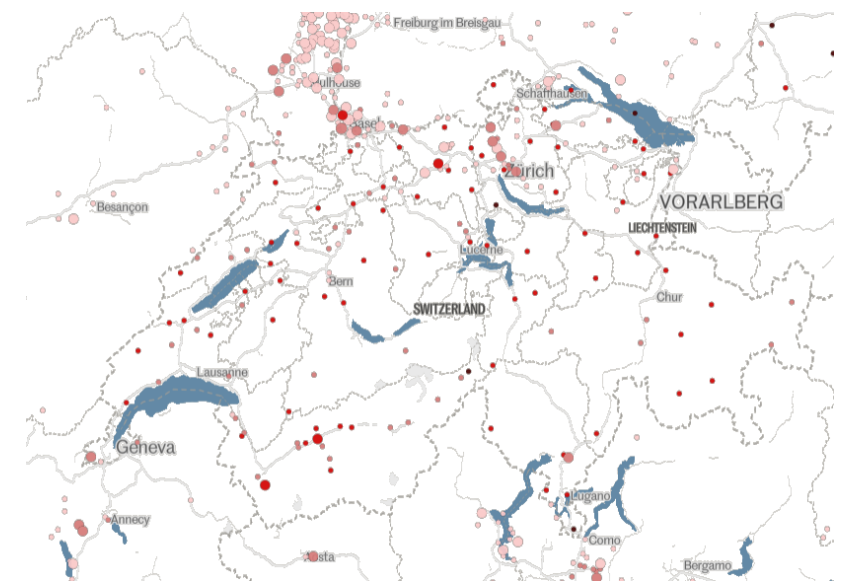 Freiburg im Breisgau
Mulhouse
Schaffhausen
Basel
Zürich
Besançon
VORARLBERG
LIECHTENSTEIN
Lucerne
Bern
Chur
SWITZERLAND
Lausanne
Geneva
Lugano
Annecy
Como
Aosta
Bergamo